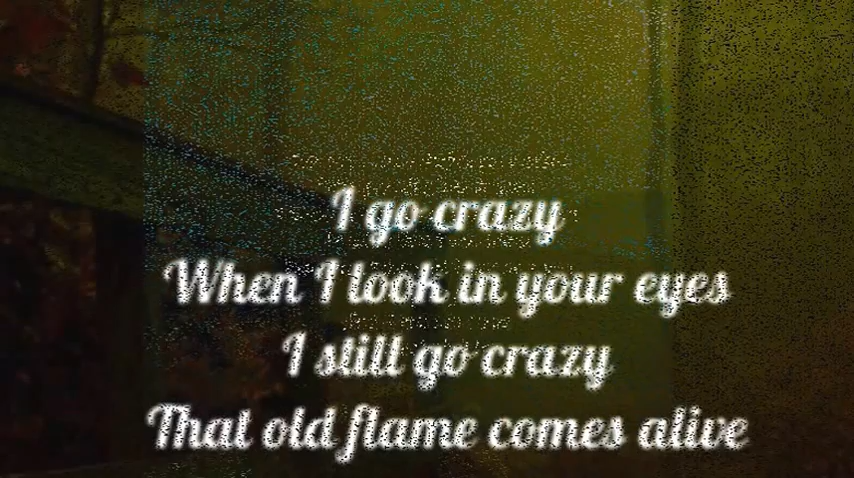 I go crazy
When I look in your eyes
I still go crazy
That old flame comes alive